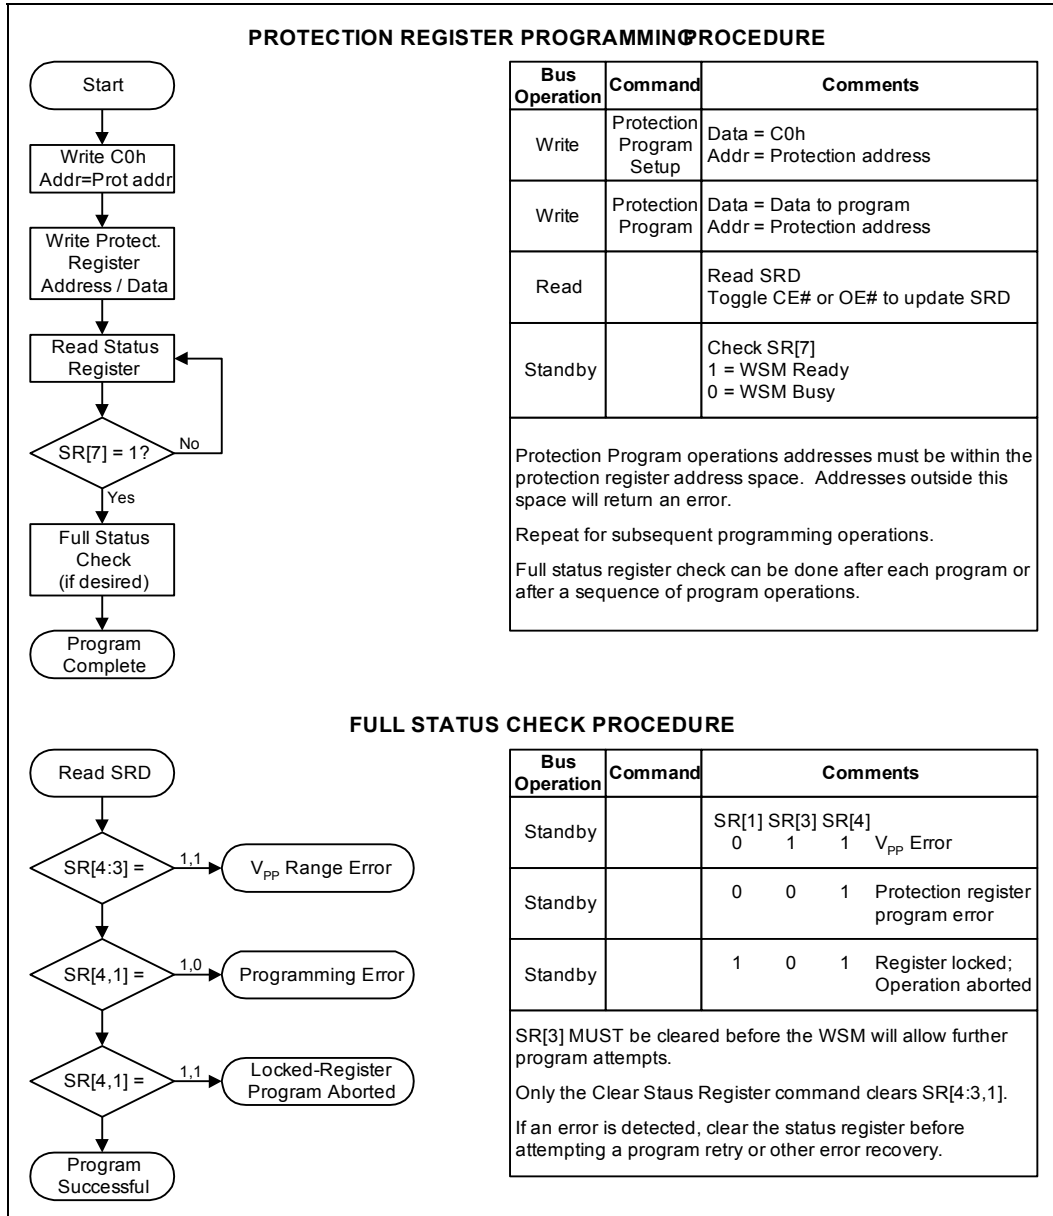 PROTECTION REGISTER PROGRAMMING PROCEDURE
Start
Write C0h
Addr=Prot addr
Write Protect.
Register
Address / Data
Read Status
Register
SR[7] = 1?
No
Yes
Full Status
Check
(if desired)
Program
Complete
Bus
Operation
Command
Comments
Write
Protection
Program
Setup
Data = C0h
Addr = Protection address
Write
Protection
Program
Data = Data to program
Addr = Protection address
Read
Read SRD
Toggle CE# or OE# to update SRD
Standby
Check SR[7]
1 = WSM Ready
0 = WSM Busy
Protection Program operations addresses must be within the
protection register address space. Addresses outside this
space will return an error.
Repeat for subsequent programming operations.
Full status register check can be done after each program or
after a sequence of program operations.
FULL STATUS CHECK PROCEDURE
Read SRD
SR[4:3] =
1,1
VPP Range Error
SR[4,1] =
1,0
Programming Error
SR[4,1] =
1,1
Locked-Register
Program Aborted
Program
Successful
Bus
Operation
Command
Comments
Standby
SR[1] SR[3] SR[4]
0 1 1 VPP Error
Standby
0 0 1 Protection register
program error
Standby
1 0 1 Register locked;
Operation aborted
SR[3] MUST be cleared before the WSM will allow further
program attempts.
Only the Clear Staus Register command clears SR[4:3,1].
If an error is detected, clear the status register before
attempting a program retry or other error recovery.